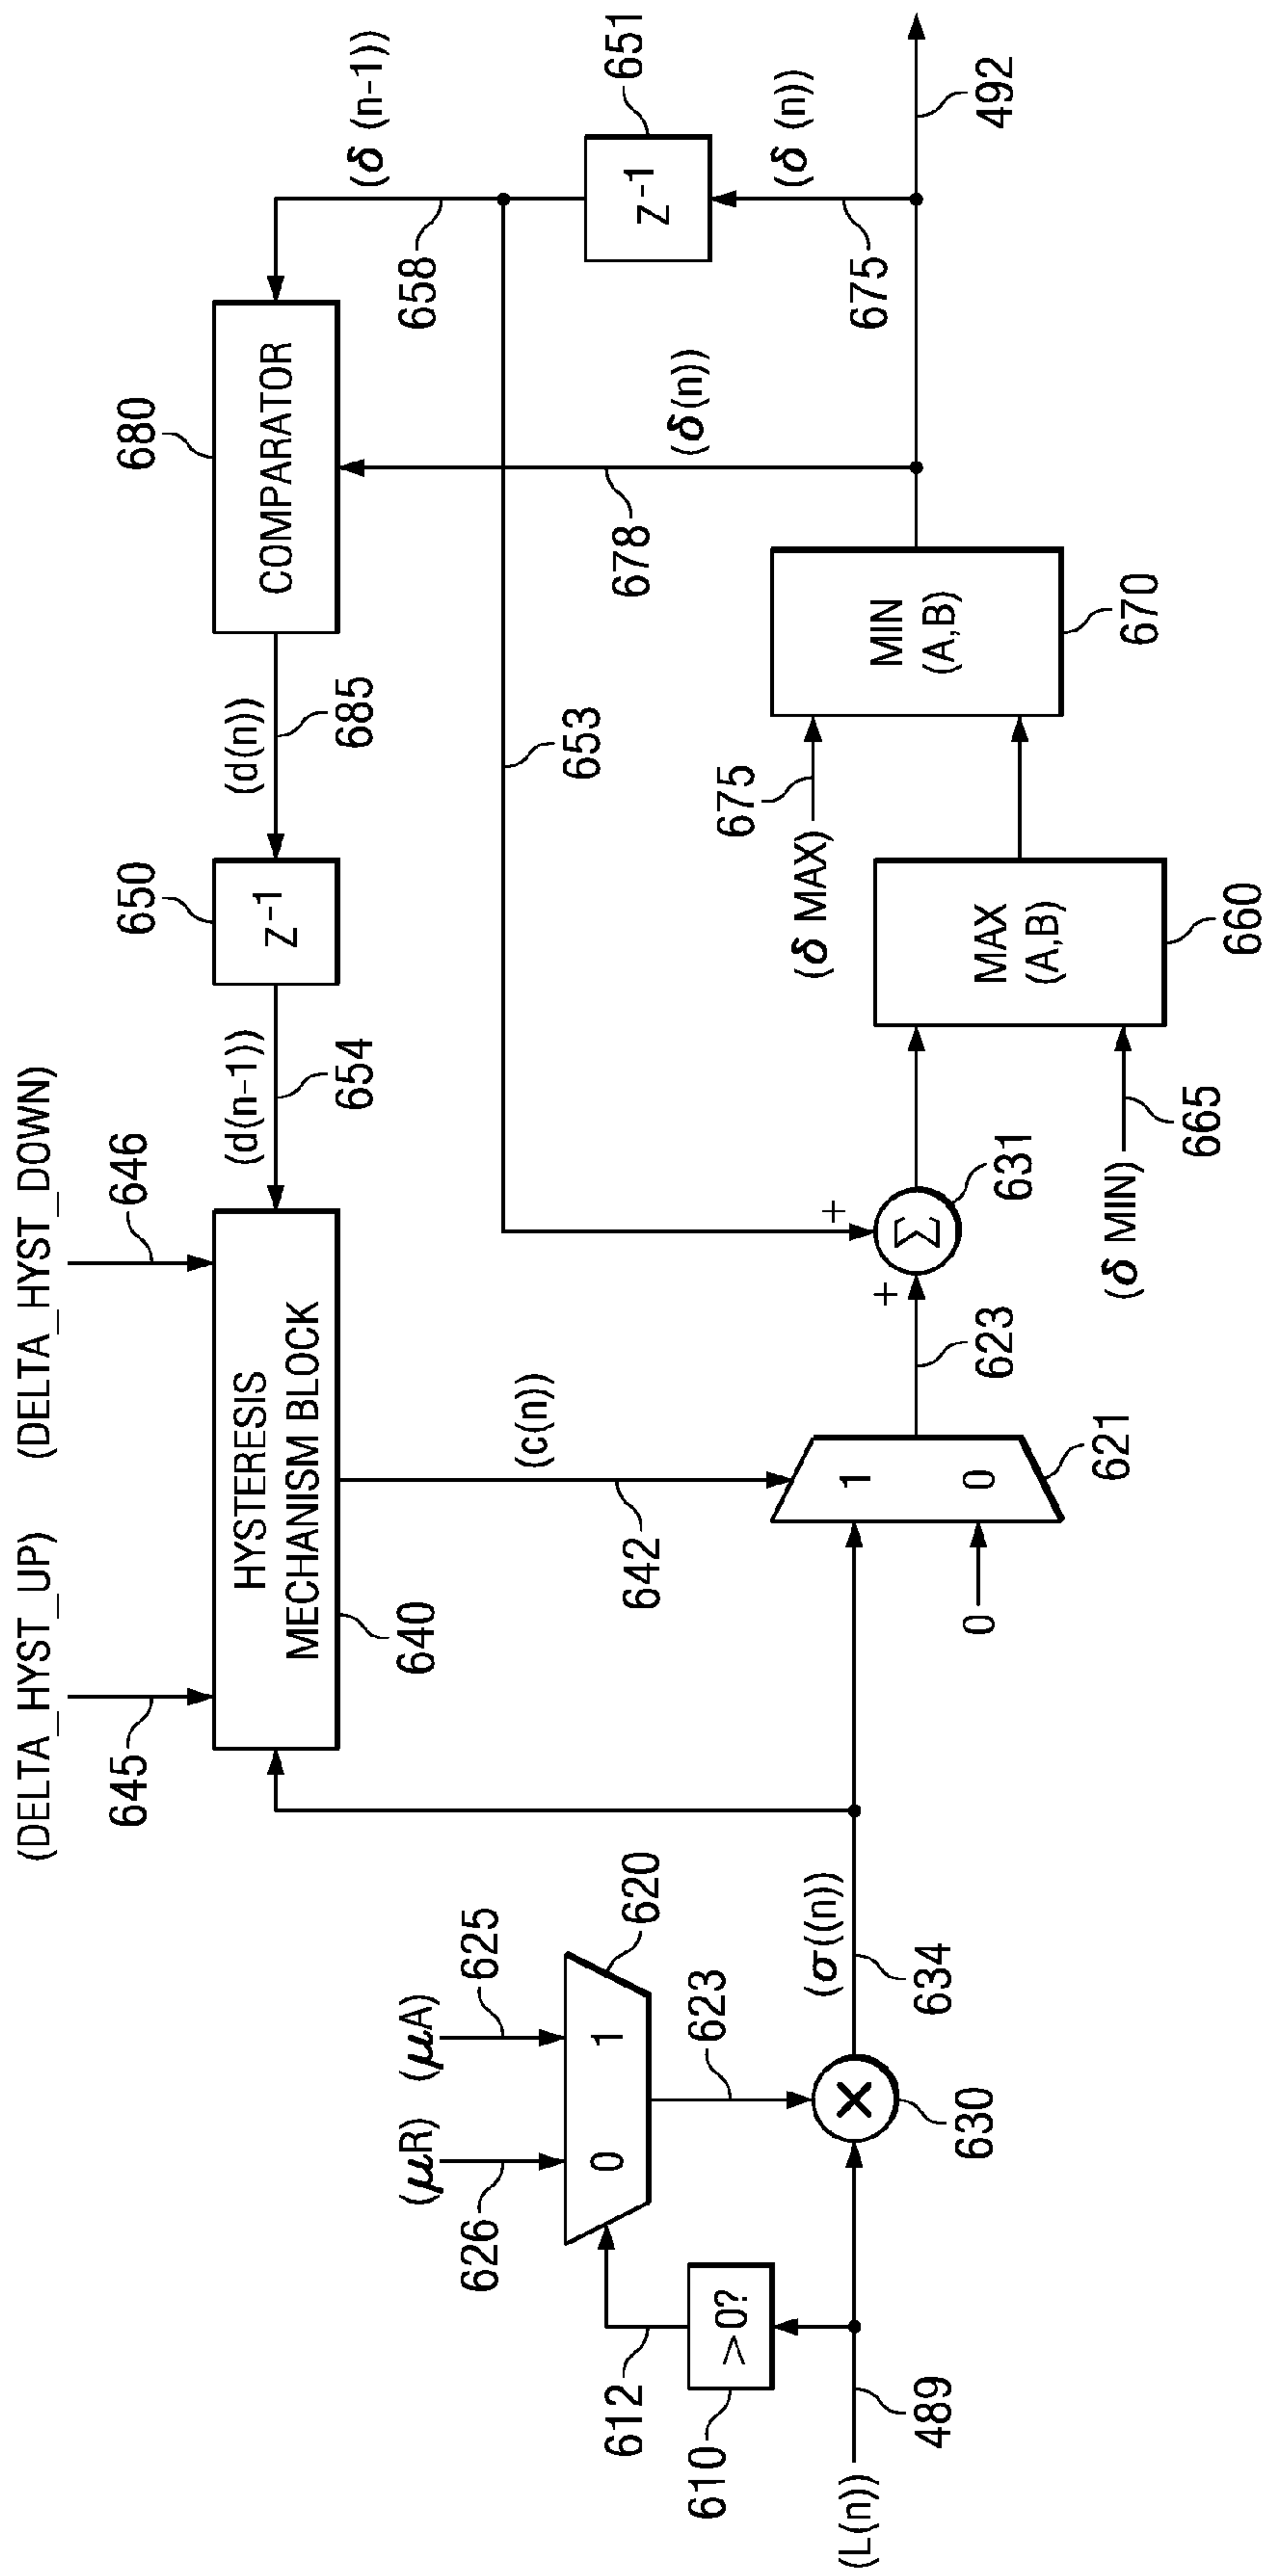 (DELTA_HYST_UP)
(DELTA_HYST_DOWN)
645
646
HYSTERESIS
MECHANISM BLOCK
640
(d(n-1))
654
650
Z⁻¹
(d(n))
685
680
COMPARATOR
(δ (n-1))
658
651
Z⁻¹
(δ (n))
675
492
653
678
(δ(n))
(c(n))
642
(μR)
(μA)
626
625
0
1
620
623
612
>0?
610
(L(n))
489
×
630
(σ((n))
634
1
0
0
621
623
+
+
Σ
631
(δ MIN)
665
MAX
(A,B)
660
(δ MAX)
675
MIN
(A,B)
670